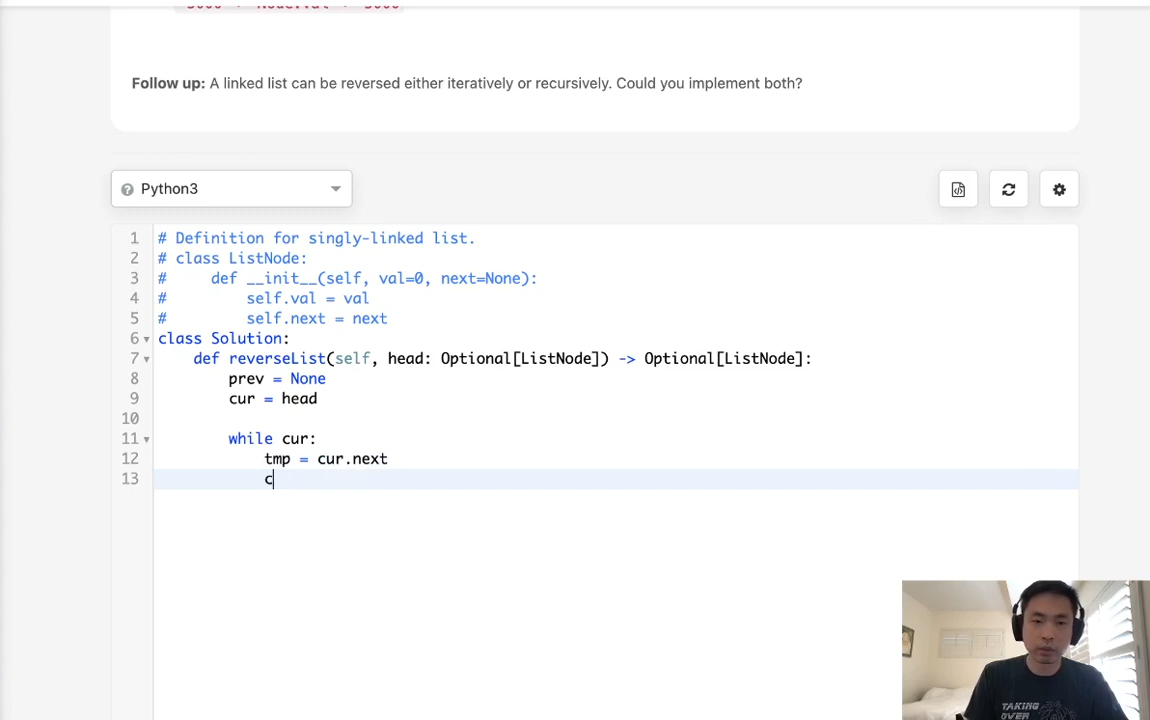 Follow up: A linked list can be reversed either iteratively or recursively. Could you implement both?
Python3
1 # Definition for singly-linked list.
2 # class ListNode:
3 #     def __init__(self, val=0, next=None):
4 #         self.val = val
5 #         self.next = next
6 class Solution:
7     def reverseList(self, head: Optional[ListNode]) -> Optional[ListNode]:
8         prev = None
9         cur = head
10
11         while cur:
12             tmp = cur.next
13             c
TAKING
OVER